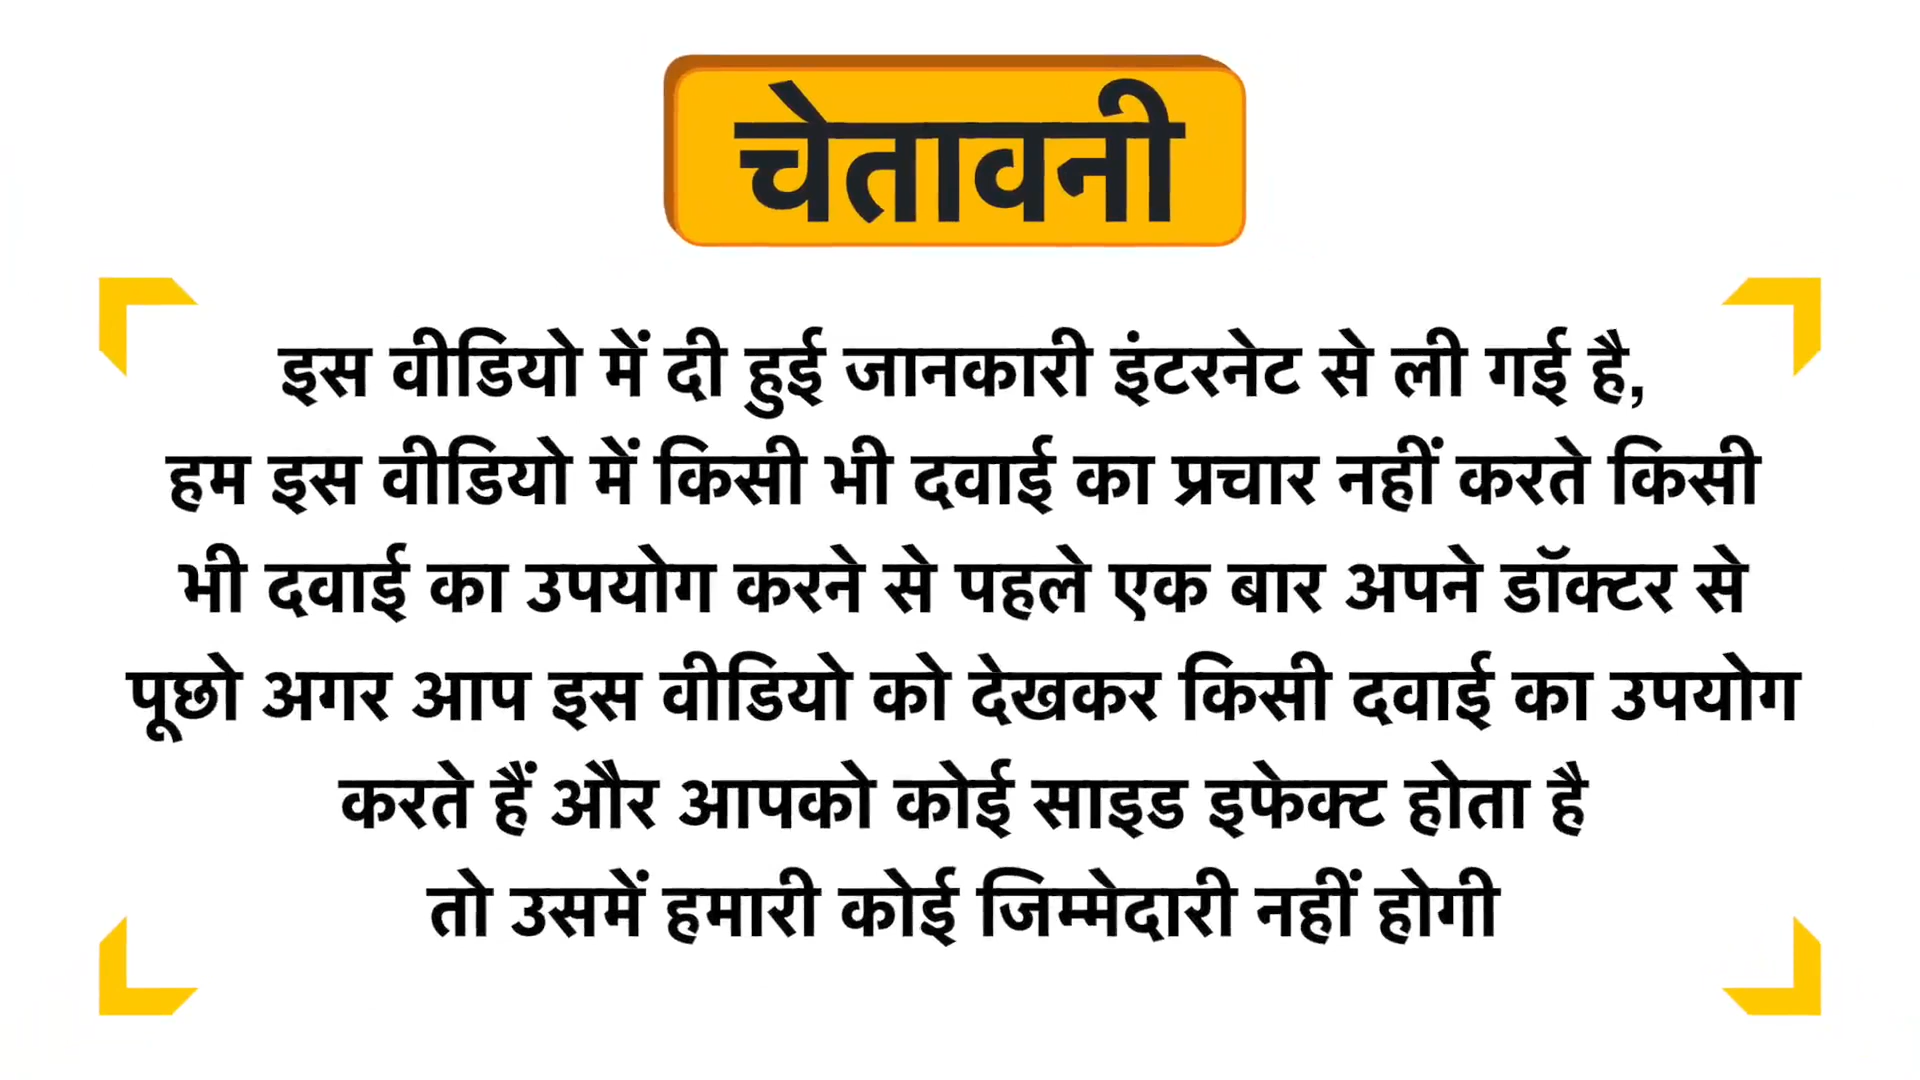 चेतावनी
इस वीडियो में दी हुई जानकारी इंटरनेट से ली गई है,
हम इस वीडियो में किसी भी दवाई का प्रचार नहीं करते किसी
भी दवाई का उपयोग करने से पहले एक बार अपने डॉक्टर से
पूछो अगर आप इस वीडियो को देखकर किसी दवाई का उपयोग
करते हैं और आपको कोई साइड इफेक्ट होता है
तो उसमें हमारी कोई जिम्मेदारी नहीं होगी